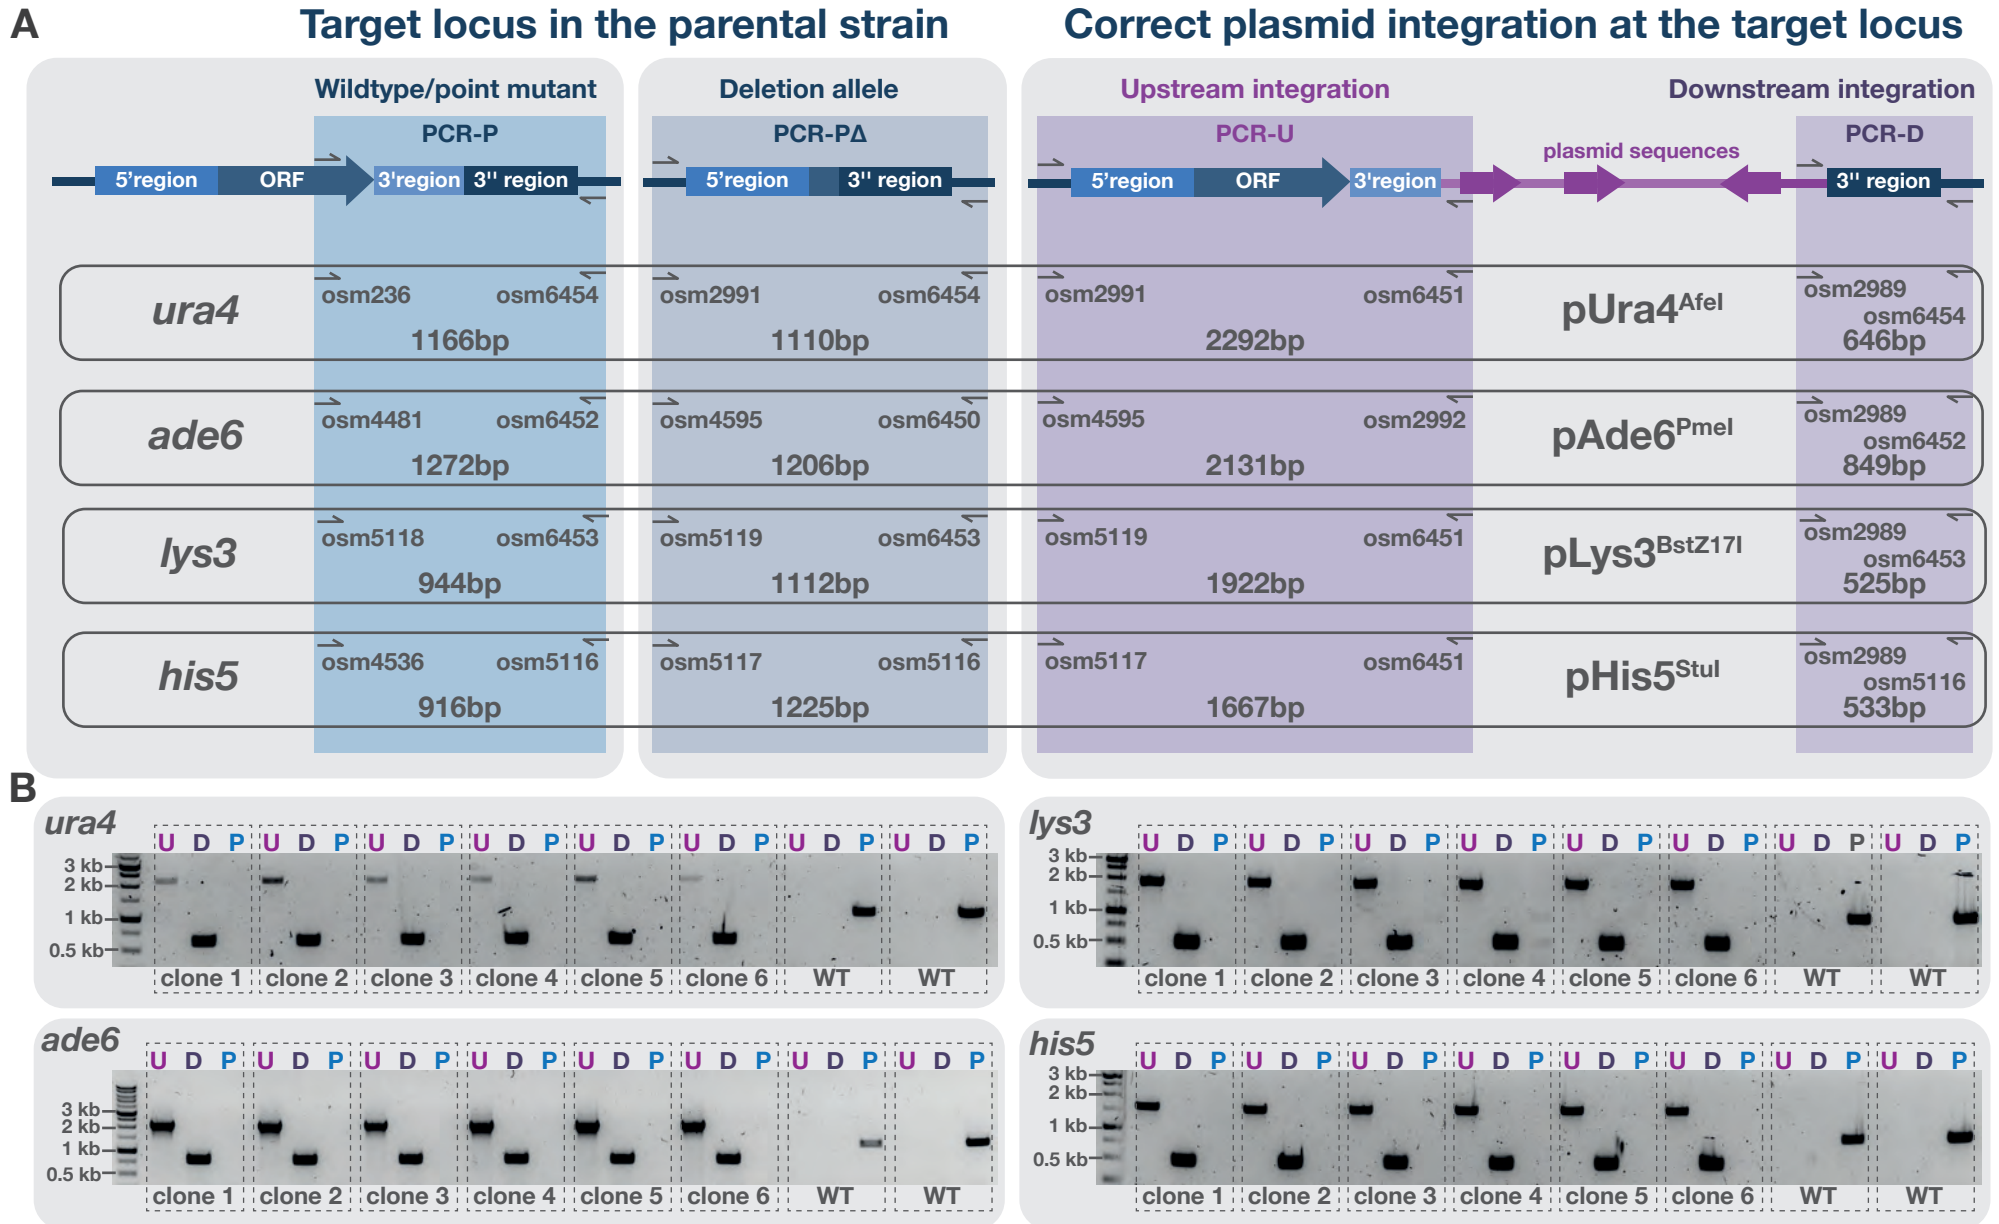 A
Target locus in the parental strain
Correct plasmid integration at the target locus
Wildtype/point mutant
Deletion allele
Upstream integration
Downstream integration
PCR-P
PCR-PΔ
PCR-U
PCR-D
plasmid sequences
5'region ORF 3'region 3'' region
5'region 3'' region
5'region ORF 3'region 3'' region
ura4
osm236 osm6454
1166bp
osm2991 osm6454
1110bp
osm2991 osm6451
2292bp
pUra4AfeI
osm2989
osm6454
646bp
ade6
osm4481 osm6452
1272bp
osm4595 osm6450
1206bp
osm4595 osm2992
2131bp
pAde6PmeI
osm2989
osm6452
849bp
lys3
osm5118 osm6453
944bp
osm5119 osm6453
1112bp
osm5119 osm6451
1922bp
pLys3BstZ17I
osm2989
osm6453
525bp
his5
osm4536 osm5116
916bp
osm5117 osm5116
1225bp
osm5117 osm6451
1667bp
pHis5StuI
osm2989
osm5116
533bp
B
ura4
U D P U D P U D P U D P U D P U D P U D P U D P
3 kb
2 kb
1 kb
0.5 kb
clone 1 clone 2 clone 3 clone 4 clone 5 clone 6 WT WT
lys3
U D P U D P U D P U D P U D P U D P U D P U D P
3 kb
2 kb
1 kb
0.5 kb
clone 1 clone 2 clone 3 clone 4 clone 5 clone 6 WT WT
ade6
U D P U D P U D P U D P U D P U D P U D P U D P
3 kb
2 kb
1 kb
0.5 kb
clone 1 clone 2 clone 3 clone 4 clone 5 clone 6 WT WT
his5
U D P U D P U D P U D P U D P U D P U D P U D P
3 kb
2 kb
1 kb
0.5 kb
clone 1 clone 2 clone 3 clone 4 clone 5 clone 6 WT WT